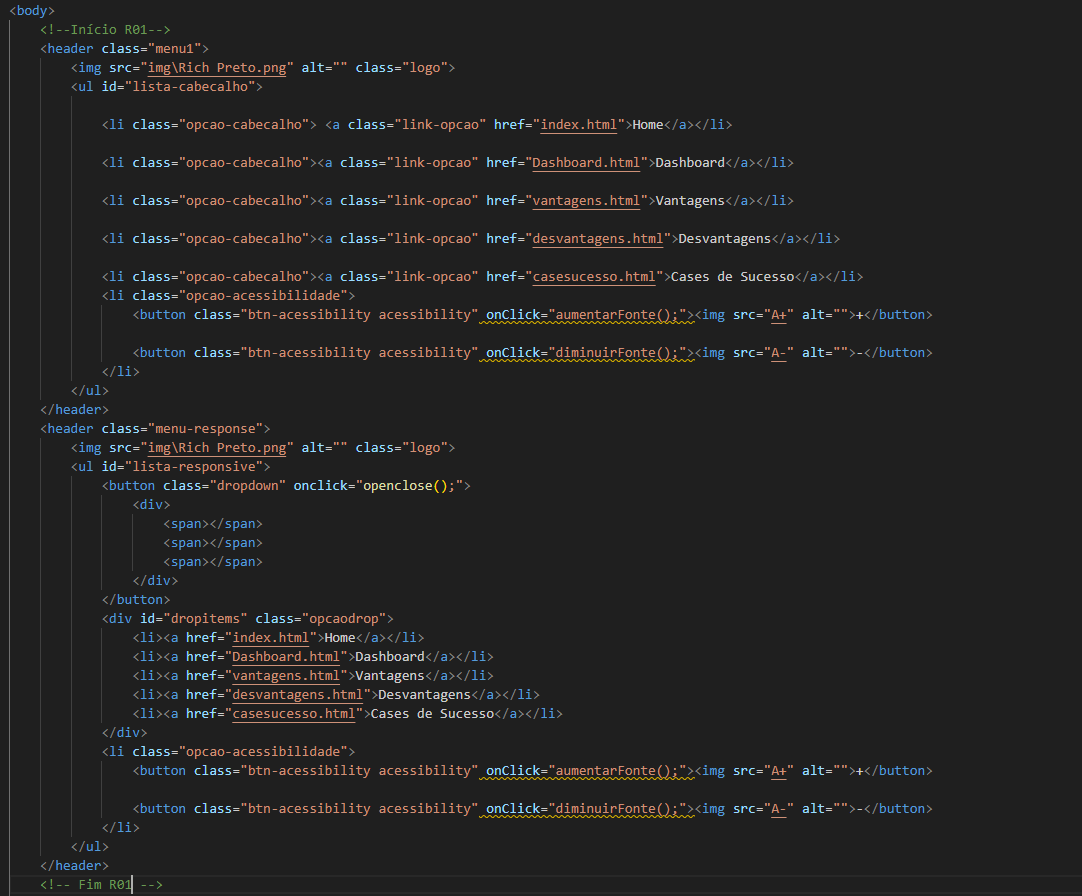 <body>
<!--Início R01-->
<header class="menu1">
<img src="img\Rich Preto.png" alt="" class="logo">
<ul id="lista-cabecalho">
<li class="opcao-cabecalho"> <a class="link-opcao" href="index.html">Home</a></li>
<li class="opcao-cabecalho"><a class="link-opcao" href="Dashboard.html">Dashboard</a></li>
<li class="opcao-cabecalho"><a class="link-opcao" href="vantagens.html">Vantagens</a></li>
<li class="opcao-cabecalho"><a class="link-opcao" href="desvantagens.html">Desvantagens</a></li>
<li class="opcao-cabecalho"><a class="link-opcao" href="casesucesso.html">Cases de Sucesso</a></li>
<li class="opcao-acessibilidade">
<button class="btn-acessibility acessibility" onClick="aumentarFonte();"><img src="A+" alt="">+</button>
<button class="btn-acessibility acessibility" onClick="diminuirFonte();"><img src="A-" alt="">-</button>
</li>
</ul>
</header>
<header class="menu-response">
<img src="img\Rich Preto.png" alt="" class="logo">
<ul id="lista-responsive">
<button class="dropdown" onclick="openclose();">
<div>
<span></span>
<span></span>
<span></span>
</div>
</button>
<div id="dropitems" class="opcaodrop">
<li><a href="index.html">Home</a></li>
<li><a href="Dashboard.html">Dashboard</a></li>
<li><a href="vantagens.html">Vantagens</a></li>
<li><a href="desvantagens.html">Desvantagens</a></li>
<li><a href="casesucesso.html">Cases de Sucesso</a></li>
</div>
<li class="opcao-acessibilidade">
<button class="btn-acessibility acessibility" onClick="aumentarFonte();"><img src="A+" alt="">+</button>
<button class="btn-acessibility acessibility" onClick="diminuirFonte();"><img src="A-" alt="">-</button>
</li>
</ul>
</header>
<!-- Fim R01 -->